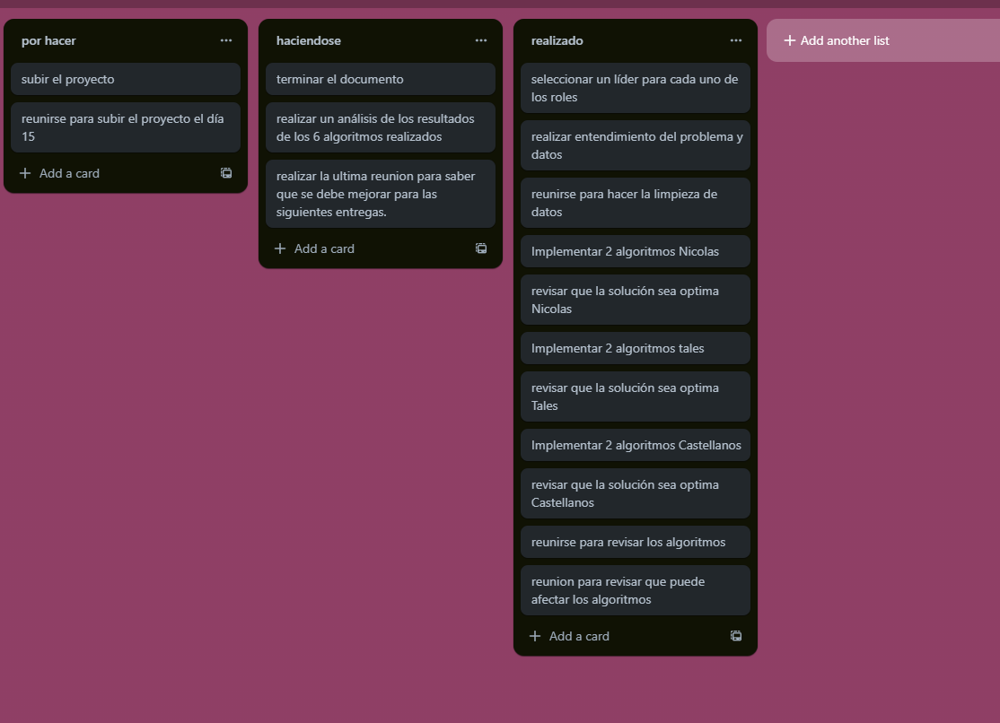 por hacer
subir el proyecto
reunirse para subir el proyecto el día
15
Add a card
haciendose
terminar el documento
realizar un análisis de los resultados
de los 6 algoritmos realizados
realizar la ultima reunion para saber
que se debe mejorar para las
siguientes entregas.
Add a card
realizado
seleccionar un líder para cada uno de
los roles
realizar entendimiento del problema y
datos
reunirse para hacer la limpieza de
datos
Implementar 2 algoritmos Nicolas
revisar que la solución sea optima
Nicolas
Implementar 2 algoritmos tales
revisar que la solución sea optima
Tales
Implementar 2 algoritmos Castellanos
revisar que la solución sea optima
Castellanos
reunirse para revisar los algoritmos
reunion para revisar que puede
afectar los algoritmos
Add a card
Add another list